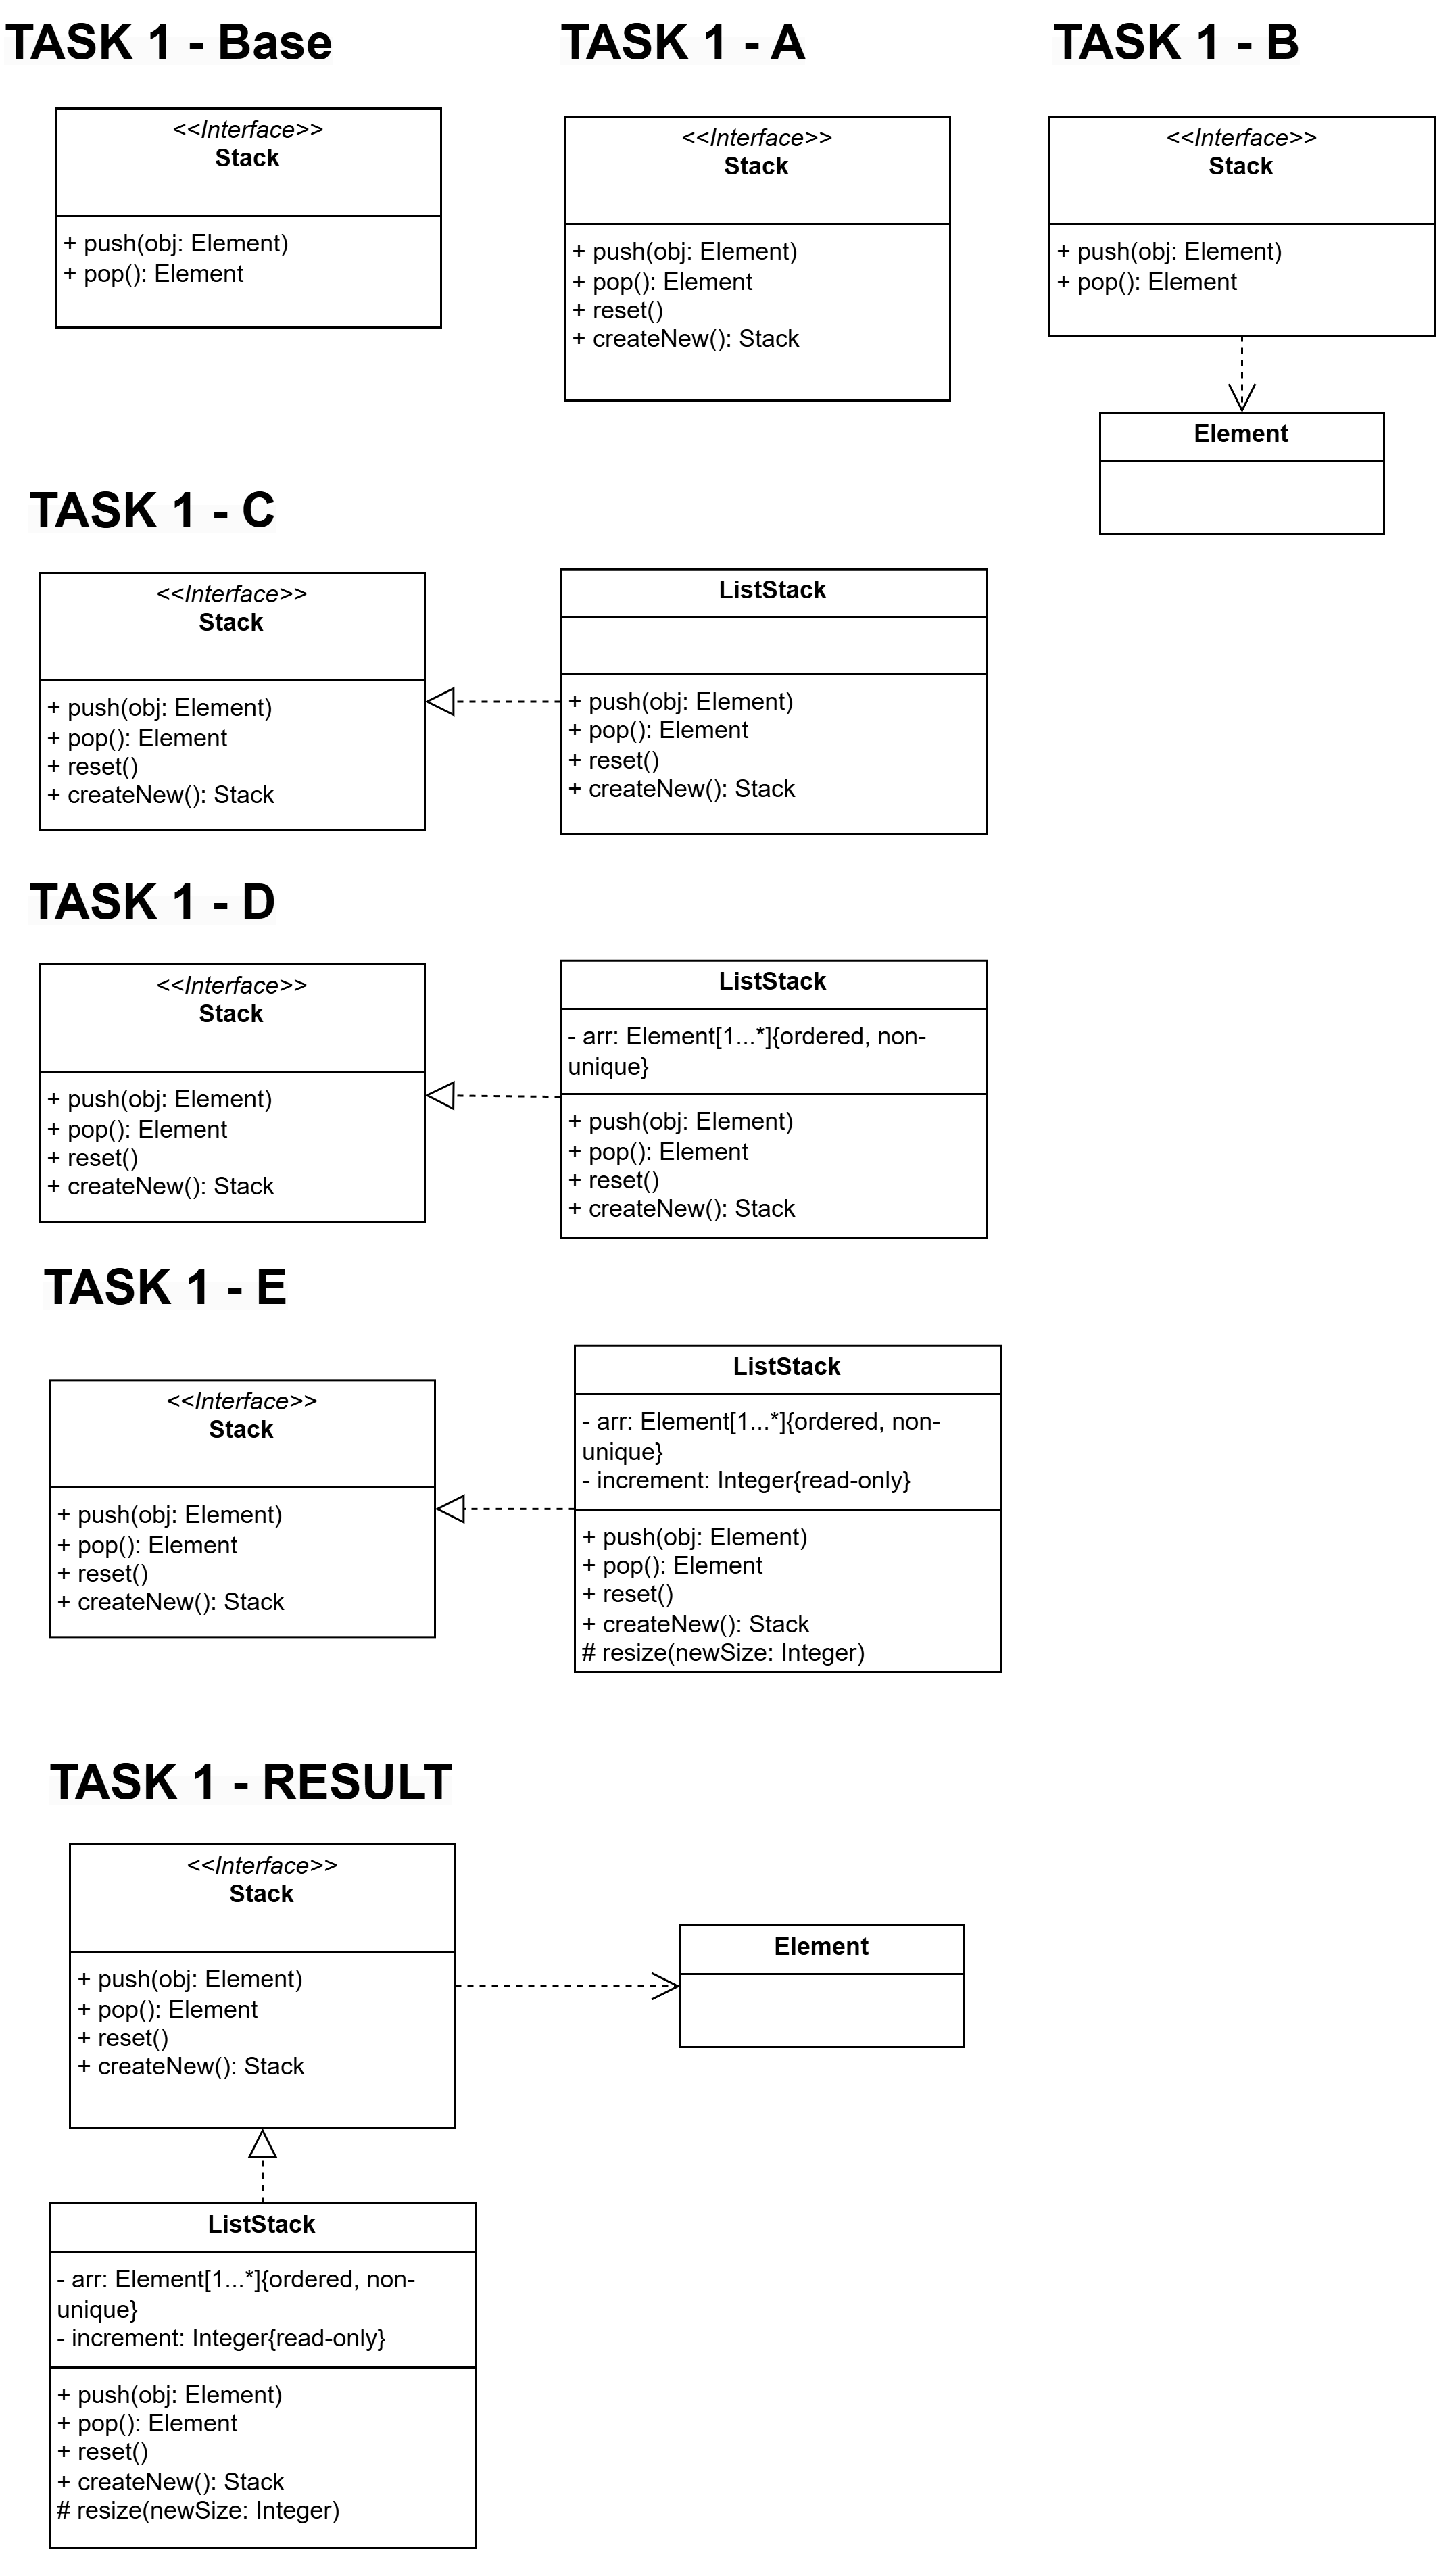 TASK 1 - Base
<<Interface>>
Stack
+ push(obj: Element)
+ pop(): Element
TASK 1 - A
<<Interface>>
Stack
+ push(obj: Element)
+ pop(): Element
+ reset()
+ createNew(): Stack
TASK 1 - B
<<Interface>>
Stack
+ push(obj: Element)
+ pop(): Element
Element
TASK 1 - C
<<Interface>>
Stack
+ push(obj: Element)
+ pop(): Element
+ reset()
+ createNew(): Stack
ListStack
+ push(obj: Element)
+ pop(): Element
+ reset()
+ createNew(): Stack
TASK 1 - D
<<Interface>>
Stack
+ push(obj: Element)
+ pop(): Element
+ reset()
+ createNew(): Stack
ListStack
- arr: Element[1...*]{ordered, non-
unique}
+ push(obj: Element)
+ pop(): Element
+ reset()
+ createNew(): Stack
TASK 1 - E
<<Interface>>
Stack
+ push(obj: Element)
+ pop(): Element
+ reset()
+ createNew(): Stack
ListStack
- arr: Element[1...*]{ordered, non-
unique}
- increment: Integer{read-only}
+ push(obj: Element)
+ pop(): Element
+ reset()
+ createNew(): Stack
# resize(newSize: Integer)
TASK 1 - RESULT
<<Interface>>
Stack
+ push(obj: Element)
+ pop(): Element
+ reset()
+ createNew(): Stack
Element
ListStack
- arr: Element[1...*]{ordered, non-
unique}
- increment: Integer{read-only}
+ push(obj: Element)
+ pop(): Element
+ reset()
+ createNew(): Stack
# resize(newSize: Integer)